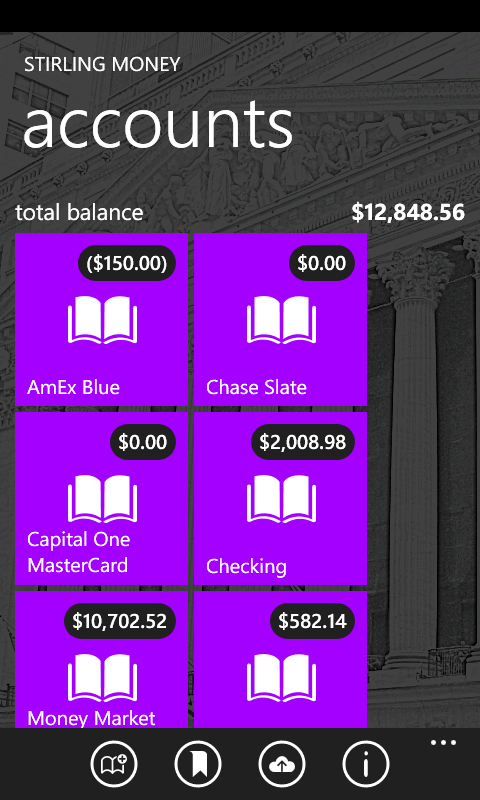 STIRLING MONEY
accounts
total balance $12,848.56
($150.00)
AmEx Blue
$0.00
Chase Slate
$0.00
Capital One
MasterCard
$2,008.98
Checking
$10,702.52
Money Market
$582.14